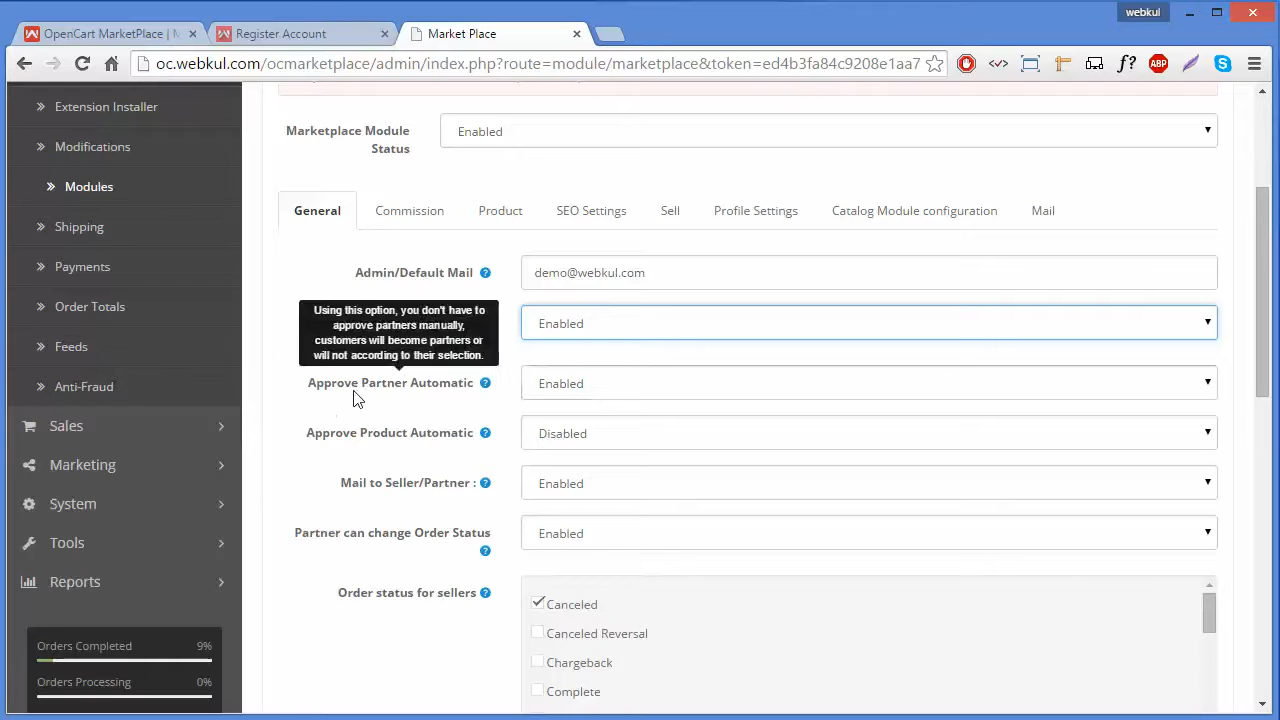 webkul
OpenCart MarketPlace | M
Register Account
Market Place
oc.webkul.com/ocmarketplace/admin/index.php?route=module/marketplace&token=ed4b3fa84c9208e1aa7
f?
ABP
Extension Installer
Modifications
Modules
Shipping
Payments
Order Totals
Feeds
Anti-Fraud
Sales
Marketing
System
Tools
Reports
Orders Completed 9%
Orders Processing 0%
Marketplace Module
Status
Enabled
General Commission Product SEO Settings Sell Profile Settings Catalog Module configuration Mail
Admin/Default Mail ?
demo@webkul.com
Using this option, you don't have to
approve partners manually,
customers will become partners or
will not according to their selection.
Enabled
Approve Partner Automatic ?
Enabled
Approve Product Automatic ?
Disabled
Mail to Seller/Partner : ?
Enabled
Partner can change Order Status
?
Enabled
Order status for sellers ?
Canceled
Canceled Reversal
Chargeback
Complete